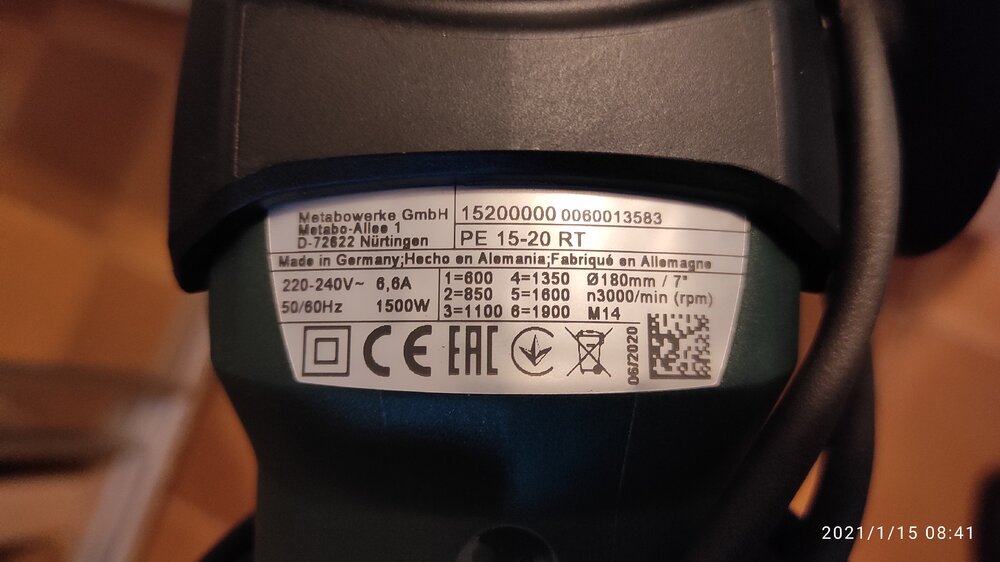 Metabowerke GmbH
Metabo-Allee 1
D-72622 Nürtingen
15200000 0060013583
PE 15-20 RT
Made in Germany;Hecho en Alemania;Fabriqué en Allemagne
220-240V~ 6,6A
50/60Hz 1500W
1=600 4=1350
2=850 5=1600
3=1100 6=1900
Ø180mm / 7"
n3000/min (rpm)
M14
CE EAC
06/2020
2021/1/15 08:41